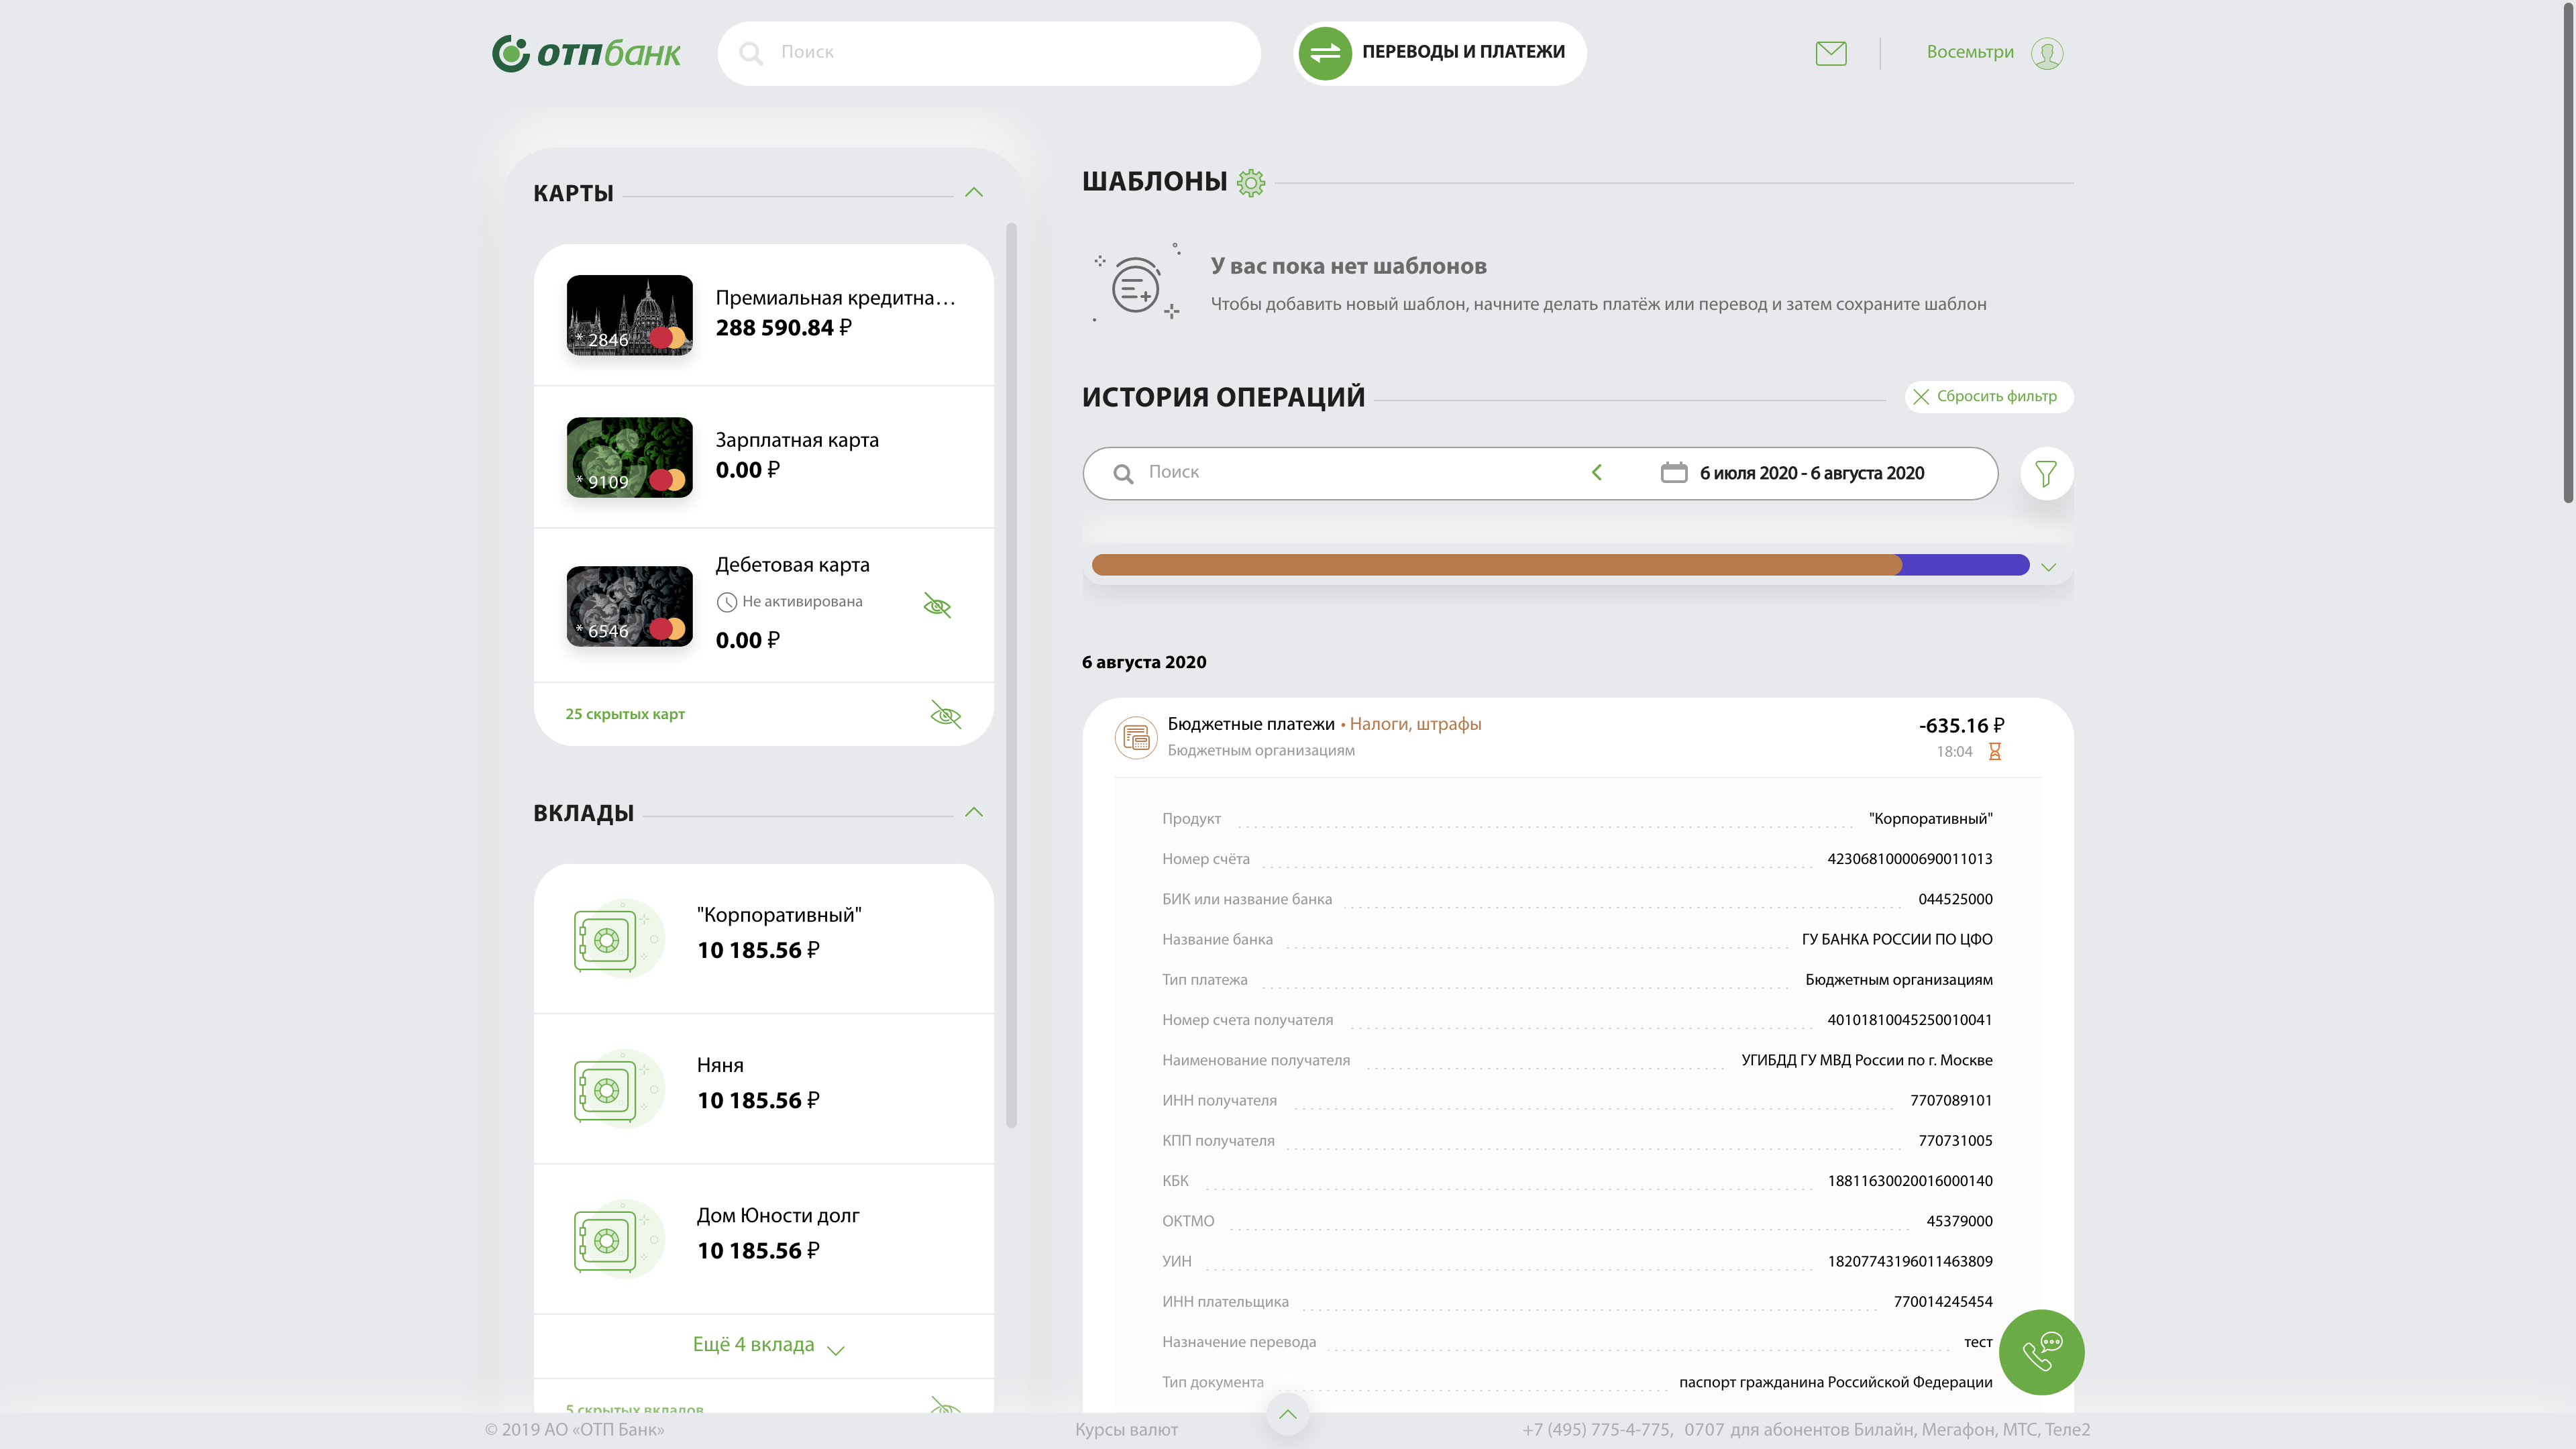 отпбанк
Поиск
ПЕРЕВОДЫ И ПЛАТЕЖИ
Восемьтри
КАРТЫ
* 2846
Премиальная кредитна…
288 590.84 ₽
* 9109
Зарплатная карта
0.00 ₽
* 6546
Дебетовая карта
Не активирована
0.00 ₽
25 скрытых карт
ВКЛАДЫ
"Корпоративный"
10 185.56 ₽
Няня
10 185.56 ₽
Дом Юности долг
10 185.56 ₽
Ещё 4 вклада
5 скрытых вкладов
ШАБЛОНЫ
У вас пока нет шаблонов
Чтобы добавить новый шаблон, начните делать платёж или перевод и затем сохраните шаблон
ИСТОРИЯ ОПЕРАЦИЙ
Сбросить фильтр
Поиск
6 июля 2020 - 6 августа 2020
6 августа 2020
Бюджетные платежи • Налоги, штрафы
-635.16 ₽
Бюджетным организациям
18:04
Продукт "Корпоративный"
Номер счёта 42306810000690011013
БИК или название банка 044525000
Название банка ГУ БАНКА РОССИИ ПО ЦФО
Тип платежа Бюджетным организациям
Номер счета получателя 40101810045250010041
Наименование получателя УГИБДД ГУ МВД России по г. Москве
ИНН получателя 7707089101
КПП получателя 770731005
КБК 18811630020016000140
ОКТМО 45379000
УИН 18207743196011463809
ИНН плательщика 770014245454
Назначение перевода тест
Тип документа паспорт гражданина Российской Федерации
© 2019 АО «ОТП Банк»
Курсы валют
+7 (495) 775-4-775, 0707 для абонентов Билайн, Мегафон, МТС, Теле2